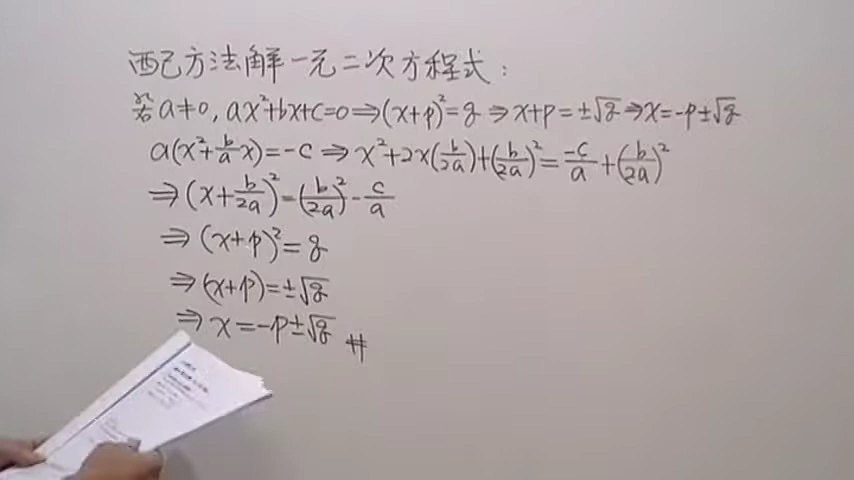 配方法解一元二次方程式:
若a≠0, ax²+bx+c=0⇒(x+p)²=g⇒x+p=±√g⇒x=-p±√g
a(x²+b/a x)=-c⇒x²+2x(b/2a)+(b/2a)²=-c/a+(b/2a)²
⇒(x+b/2a)²=(b/2a)²-c/a
⇒(x+p)²=g
⇒(x+p)=±√g
⇒x=-p±√g #